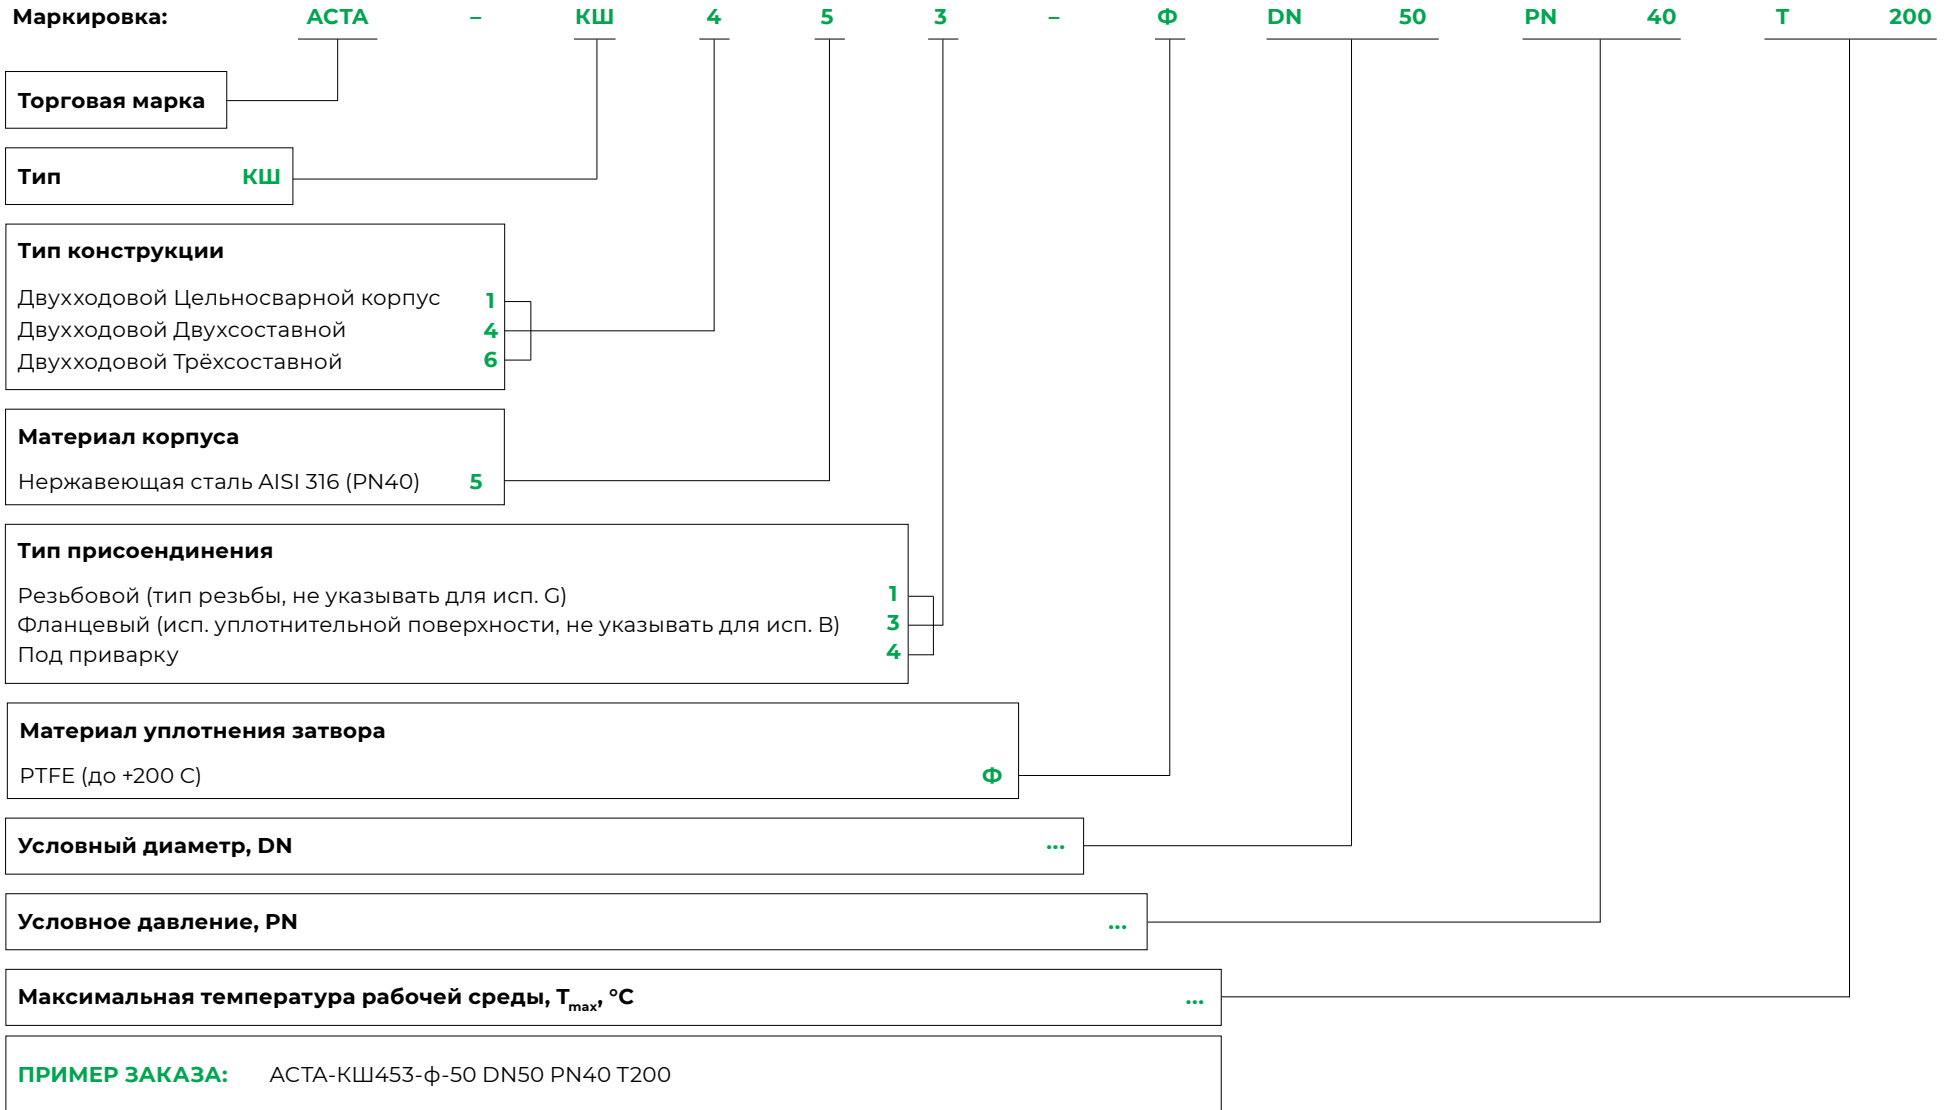 Маркировка: АСТА – КШ 4 5 3 – Ф DN 50 PN 40 Т 200
Торговая марка
Тип КШ
Тип конструкции
Двухходовой Цельносварной корпус 1
Двухходовой Двухсоставной 4
Двухходовой Трёхсоставной 6
Материал корпуса
Нержавеющая сталь AISI 316 (PN40) 5
Тип присоендинения
Резьбовой (тип резьбы, не указывать для исп. G) 1
Фланцевый (исп. уплотнительной поверхности, не указывать для исп. В) 3
Под приварку 4
Материал уплотнения затвора
PTFE (до +200 С) Ф
Условный диаметр, DN ...
Условное давление, PN ...
Максимальная температура рабочей среды, Tmax, °С ...
ПРИМЕР ЗАКАЗА: АСТА-КШ453-ф-50 DN50 PN40 T200